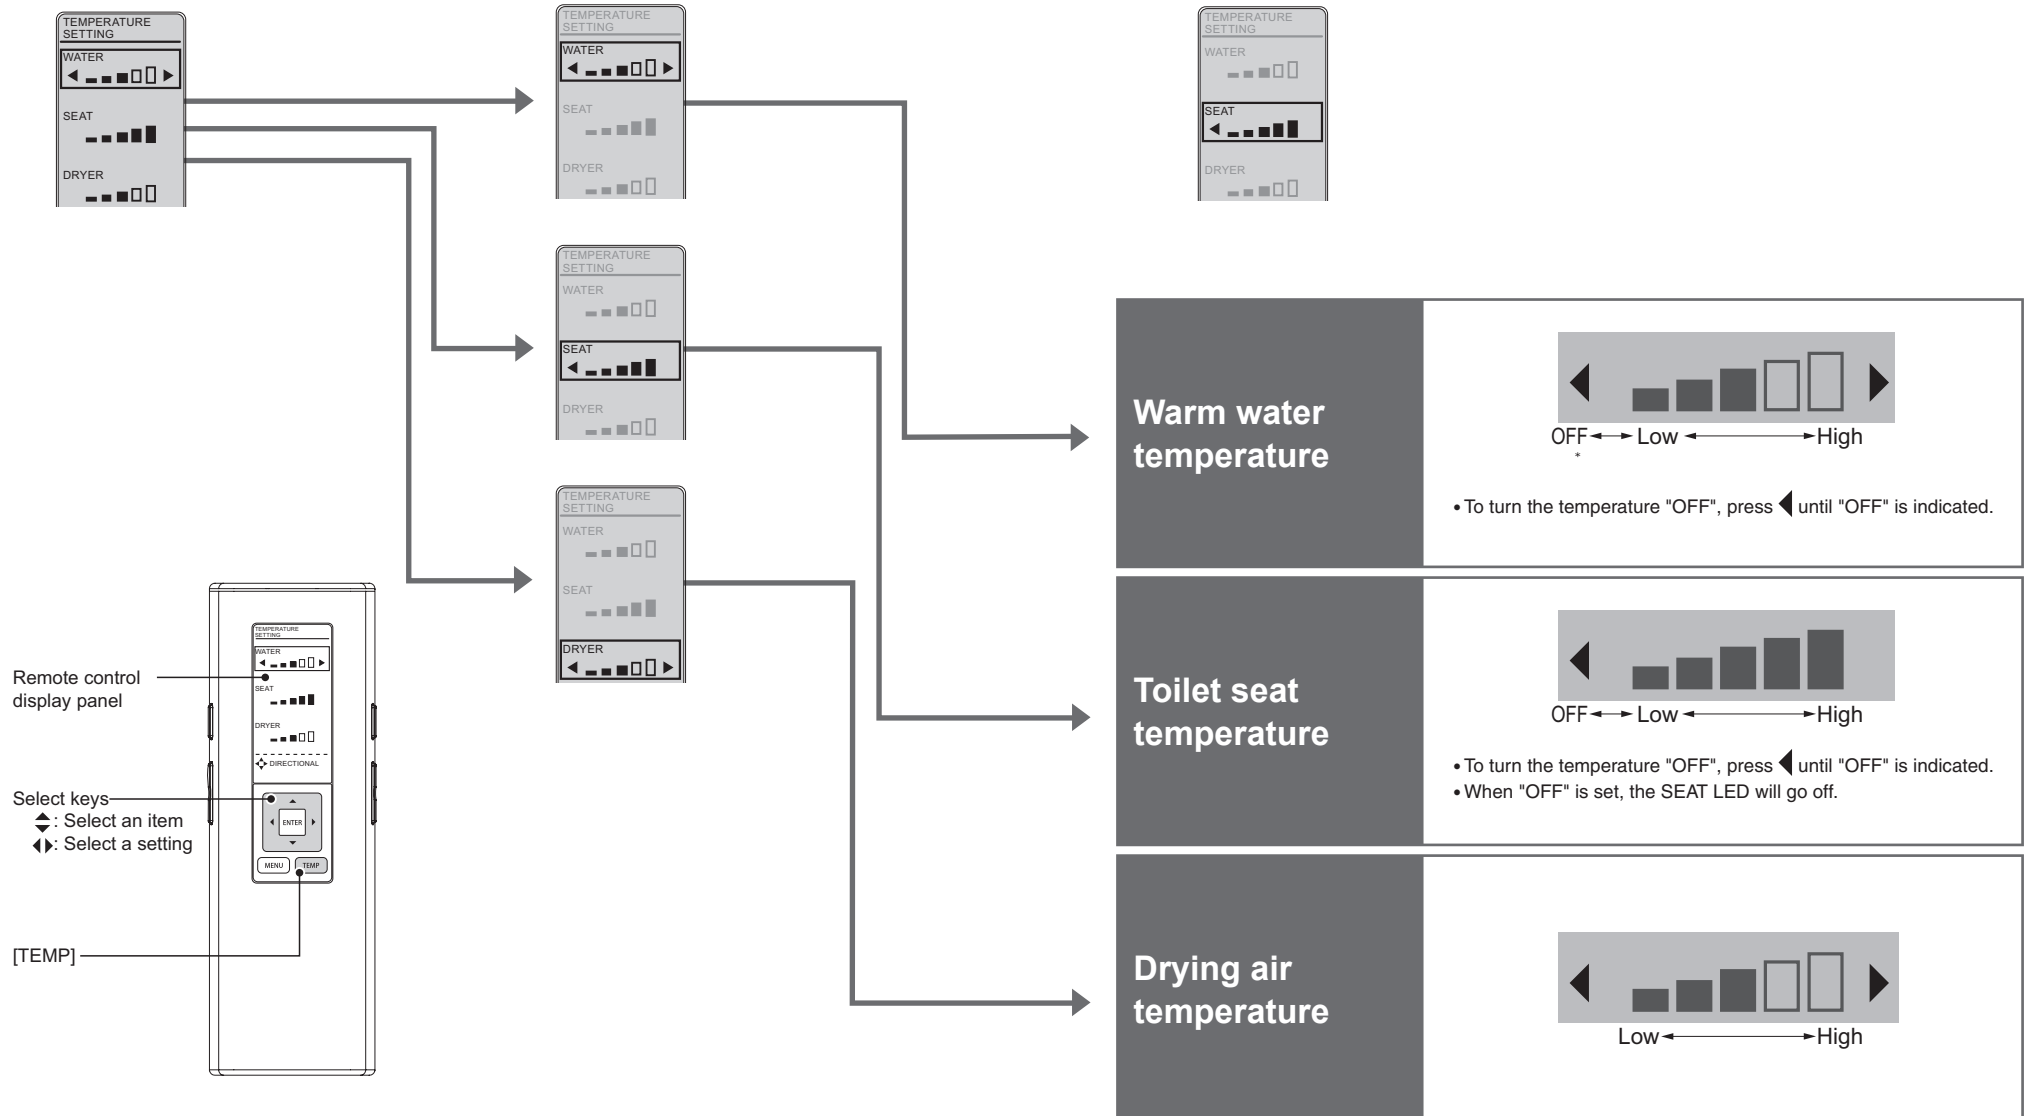 TEMPERATURE
SETTING
WATER
SEAT
DRYER
TEMPERATURE
SETTING
WATER
SEAT
DRYER
TEMPERATURE
SETTING
WATER
SEAT
DRYER
TEMPERATURE
SETTING
WATER
SEAT
DRYER
TEMPERATURE
SETTING
WATER
SEAT
DRYER
Remote control
display panel
Select keys
: Select an item
: Select a setting
[TEMP]
TEMPERATURE
SETTING
WATER
SEAT
DRYER
DIRECTIONAL
ENTER
MENU TEMP
Warm water
temperature
OFF Low High
*
• To turn the temperature "OFF", press ◀ until "OFF" is indicated.
Toilet seat
temperature
OFF Low High
• To turn the temperature "OFF", press ◀ until "OFF" is indicated.
• When "OFF" is set, the SEAT LED will go off.
Drying air
temperature
Low High